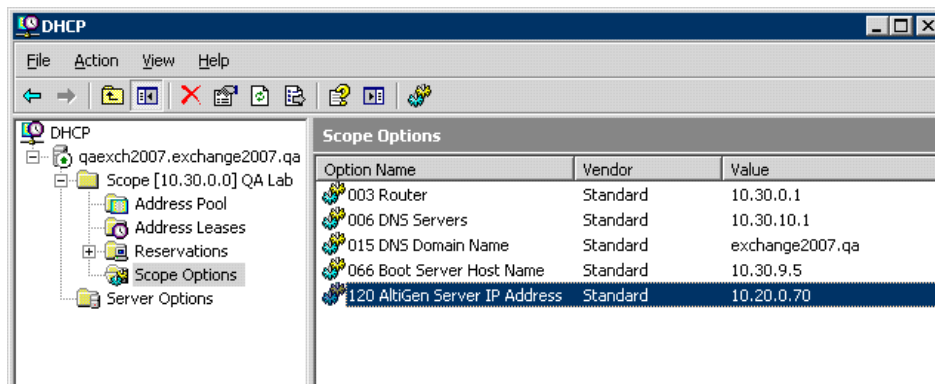 DHCP
File Action View Help
DHCP
qaexch2007.exchange2007.qa
Scope [10.30.0.0] QA Lab
Address Pool
Address Leases
Reservations
Scope Options
Server Options
Scope Options
Option Name Vendor Value
003 Router Standard 10.30.0.1
006 DNS Servers Standard 10.30.10.1
015 DNS Domain Name Standard exchange2007.qa
066 Boot Server Host Name Standard 10.30.9.5
120 AltiGen Server IP Address Standard 10.20.0.70